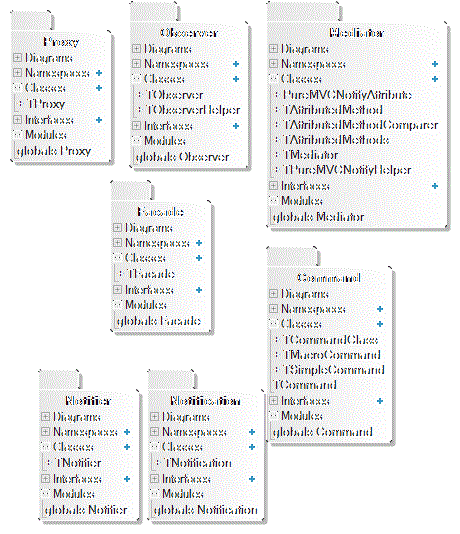 Proxy
Diagrams
Namespaces +
Classes +
TProxy
Interfaces +
Modules
globals Proxy
Observer
Diagrams
Namespaces +
Classes +
TObserver
TObserverHelper
Interfaces +
Modules
globals Observer
Mediator
Diagrams
Namespaces +
Classes +
PureMVCNotifyAttribute
TAttributedMethod
TAttributedMethodComparer
TAttributedMethods
TMediator
TPureMVCNotifyHelper
Interfaces +
Modules
globals Mediator
Facade
Diagrams
Namespaces +
Classes +
TFacade
Interfaces +
Modules
globals Facade
Command
Diagrams
Namespaces +
Classes +
TCommandClass
TMacroCommand
TSimpleCommand
TCommand
Interfaces +
Modules
globals Command
Notifier
Diagrams
Namespaces +
Classes +
TNotifier
Interfaces +
Modules
globals Notifier
Notification
Diagrams
Namespaces +
Classes +
TNotification
Interfaces +
Modules
globals Notification